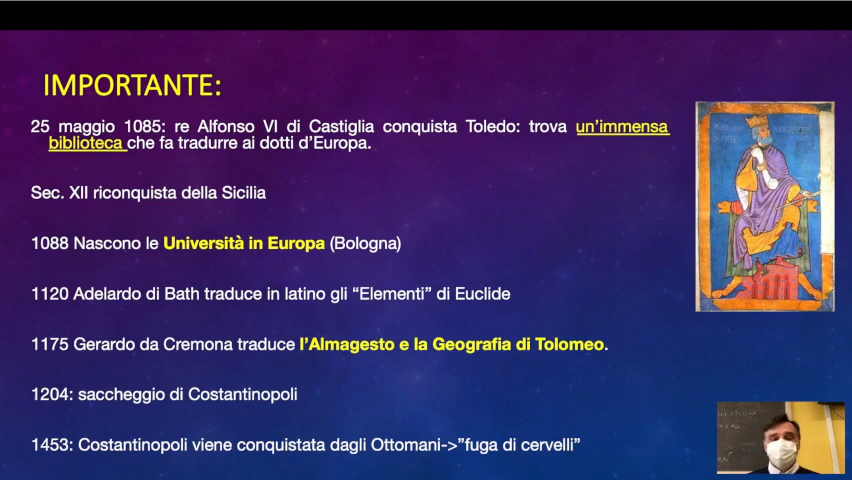 IMPORTANTE:
25 maggio 1085: re Alfonso VI di Castiglia conquista Toledo: trova un’immensa
biblioteca che fa tradurre ai dotti d’Europa.
Sec. XII riconquista della Sicilia
1088 Nascono le Università in Europa (Bologna)
1120 Adelardo di Bath traduce in latino gli “Elementi” di Euclide
1175 Gerardo da Cremona traduce l’Almagesto e la Geografia di Tolomeo.
1204: saccheggio di Costantinopoli
1453: Costantinopoli viene conquistata dagli Ottomani->”fuga di cervelli”